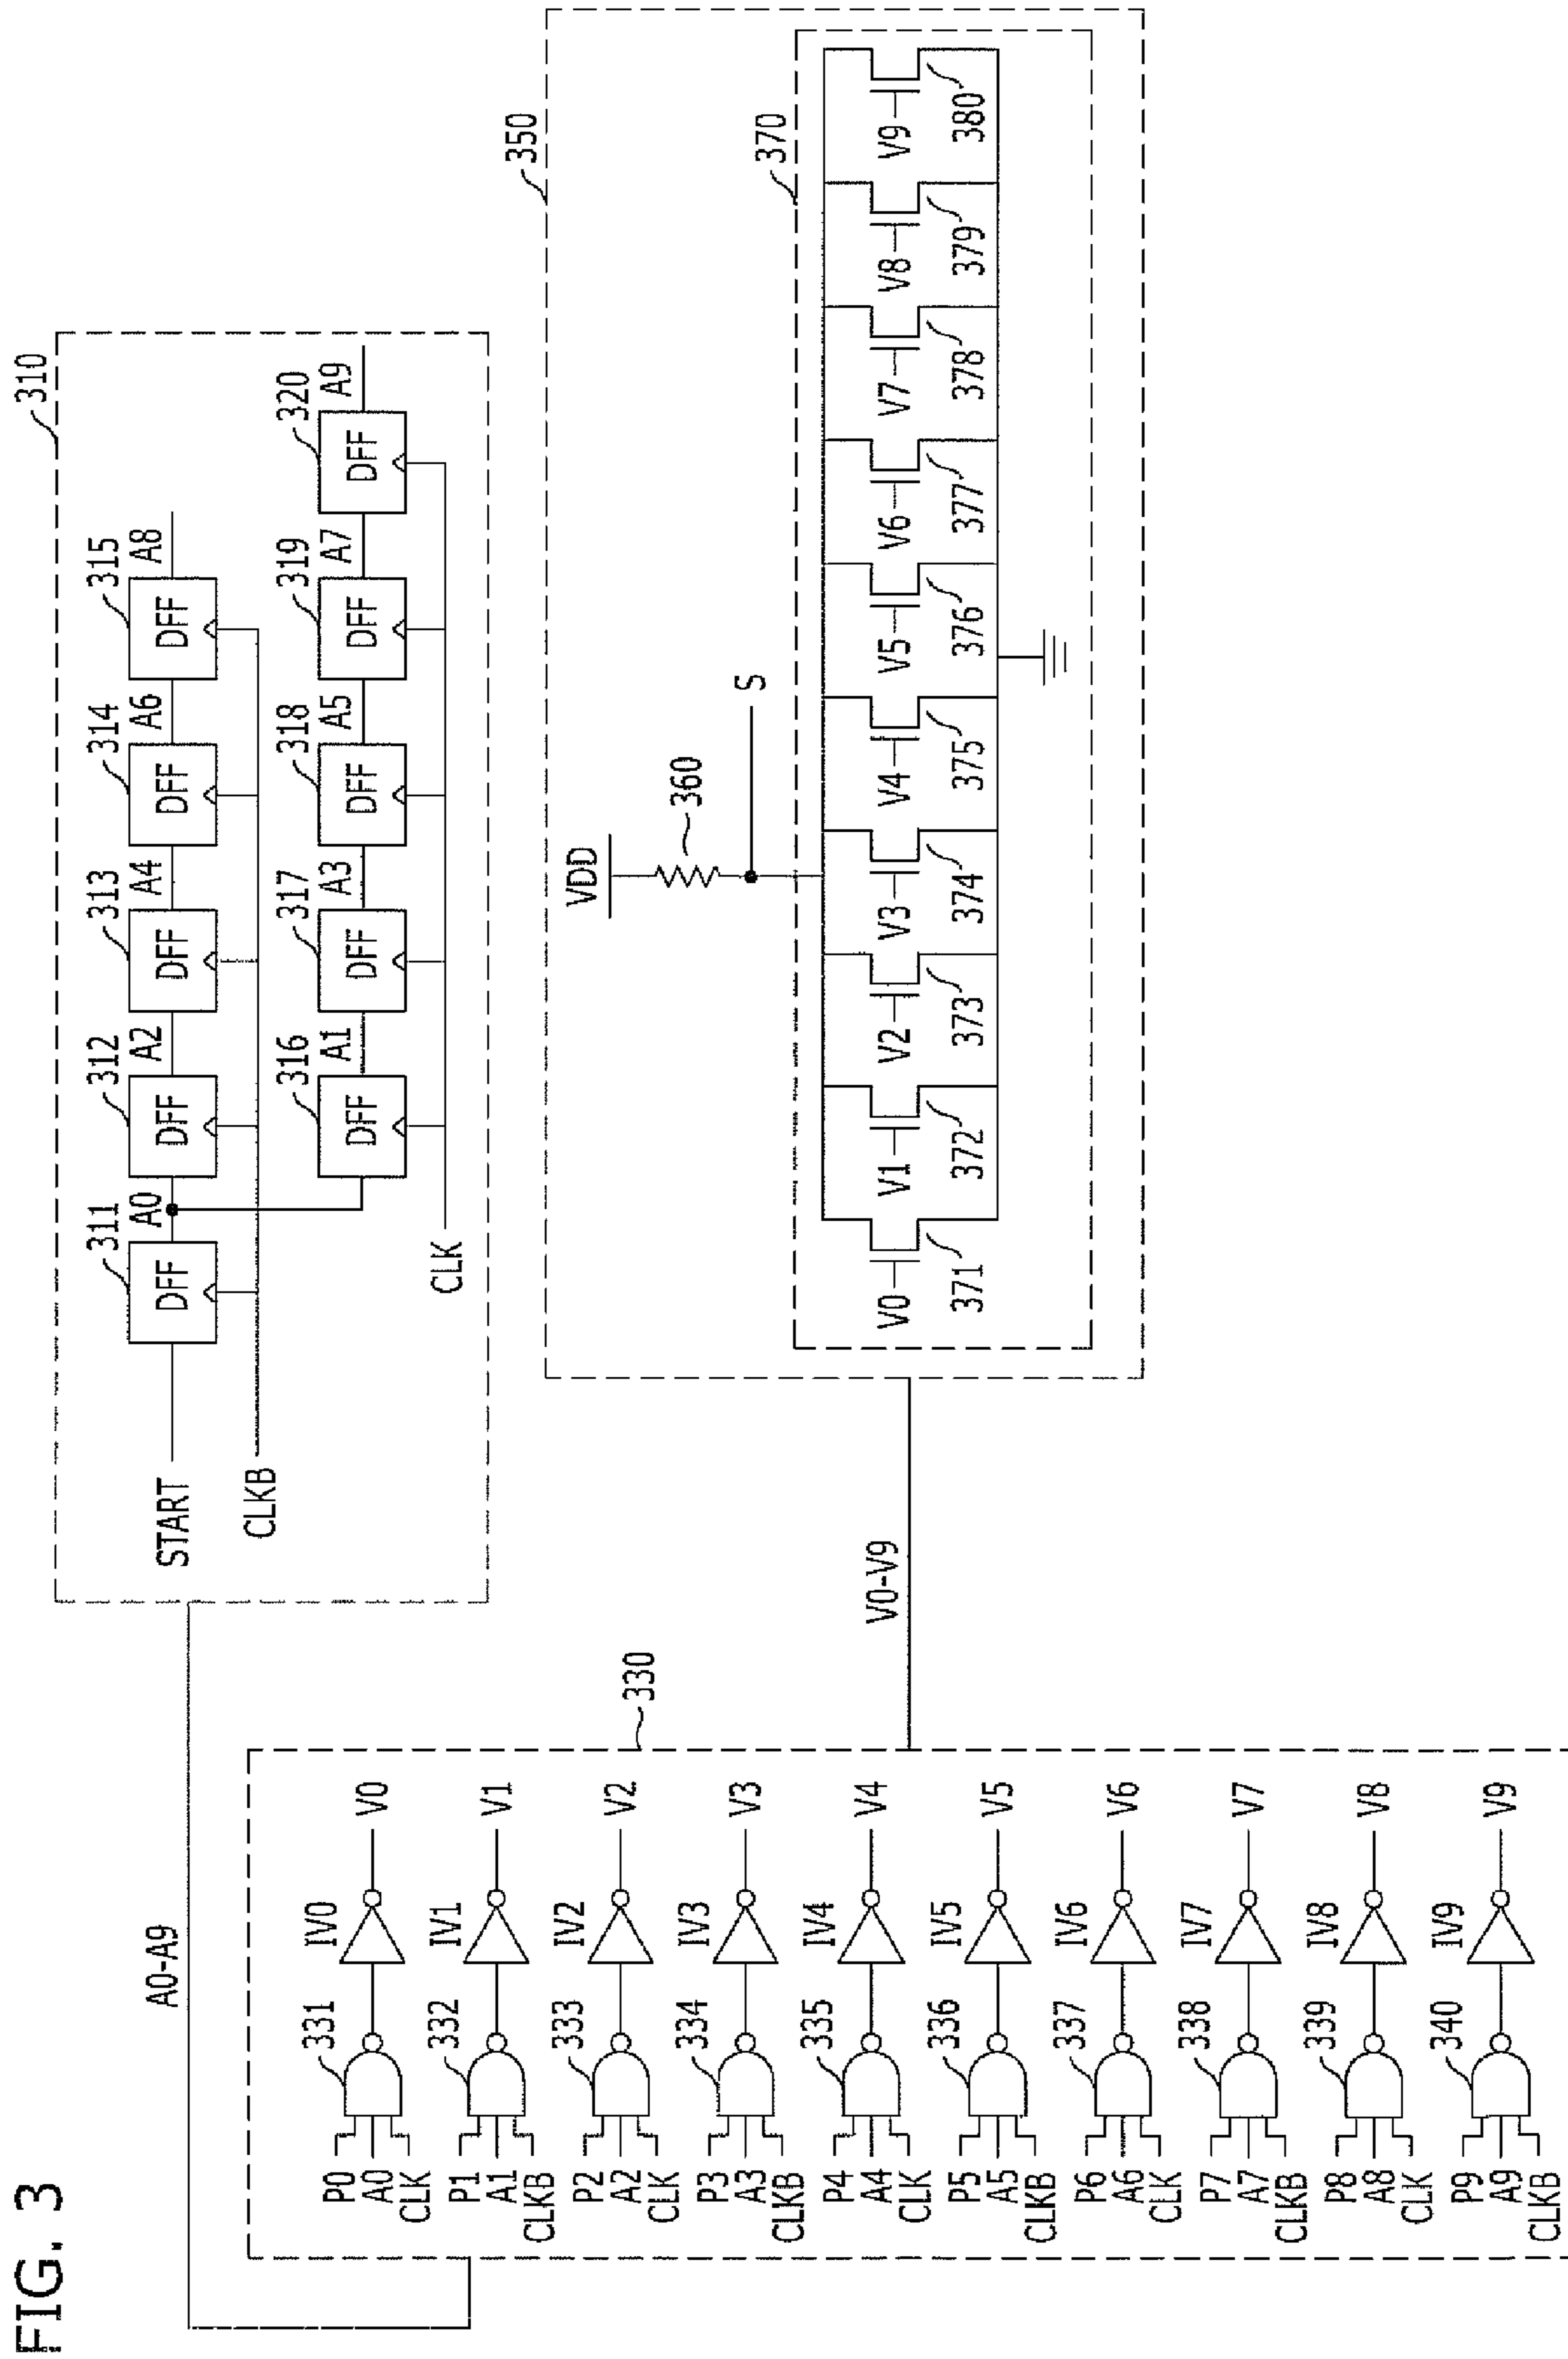 FIG. 3
A0-A9
310
START
311
DFF
A0
312
DFF
A2
313
DFF
A4
314
DFF
A6
315
DFF
A8
CLKB
316
DFF
A1
317
DFF
A3
318
DFF
A5
319
DFF
A7
320
DFF
A9
CLK
330
P0
A0
CLK
331
IV0
V0
P1
A1
CLKB
332
IV1
V1
P2
A2
CLK
333
IV2
V2
P3
A3
CLKB
334
IV3
V3
P4
A4
CLK
335
IV4
V4
P5
A5
CLKB
336
IV5
V5
P6
A6
CLK
337
IV6
V6
P7
A7
CLKB
338
IV7
V7
P8
A8
CLK
339
IV8
V8
P9
A9
CLKB
340
IV9
V9
V0-V9
350
VDD
360
S
370
V0
371
V1
372
V2
373
V3
374
V4
375
V5
376
V6
377
V7
378
V8
379
V9
380